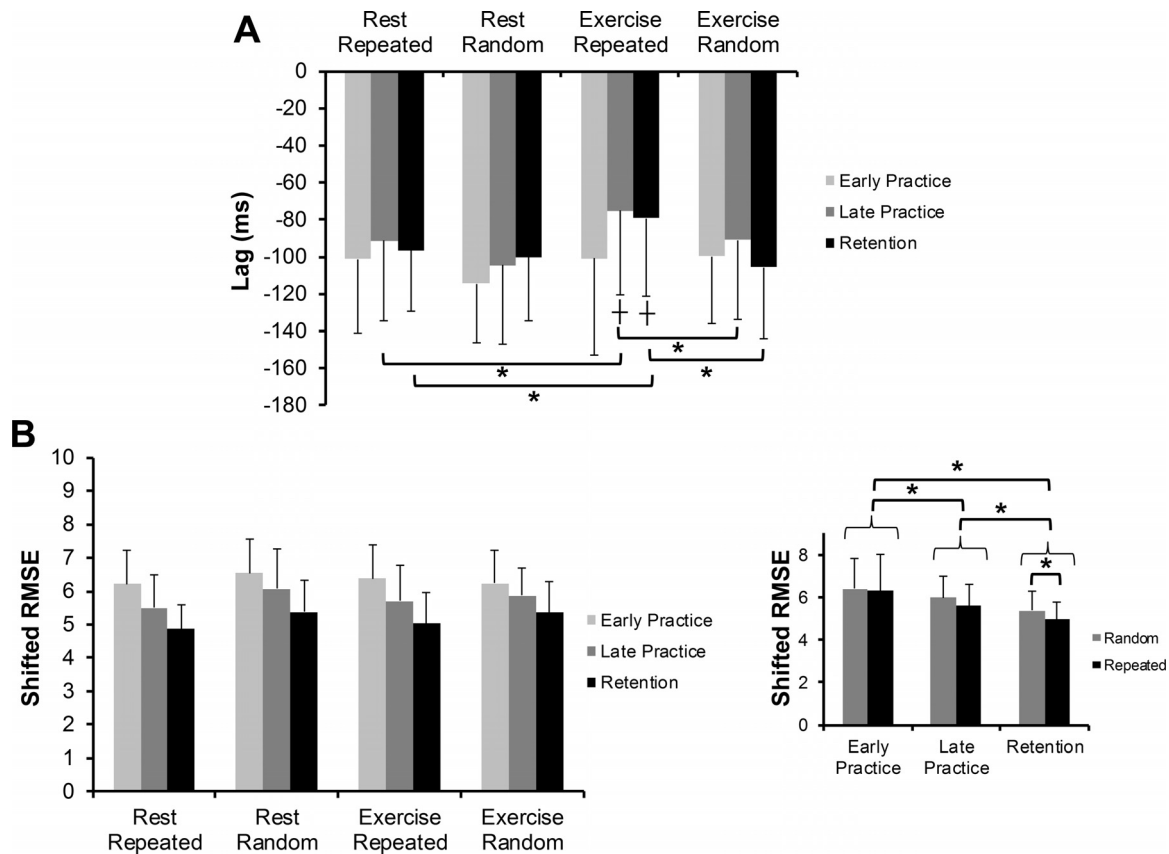 A
Rest
Repeated
Rest
Random
Exercise
Repeated
Exercise
Random
Lag (ms)
0
-20
-40
-60
-80
-100
-120
-140
-160
-180
Early Practice
Late Practice
Retention
*
*
*
*
B
Shifted RMSE
10
9
8
7
6
5
4
3
2
1
0
Rest
Repeated
Rest
Random
Exercise
Repeated
Exercise
Random
Early Practice
Late Practice
Retention
Shifted RMSE
8
6
4
2
0
*
*
*
*
Early
Practice
Late
Practice
Retention
Random
Repeated